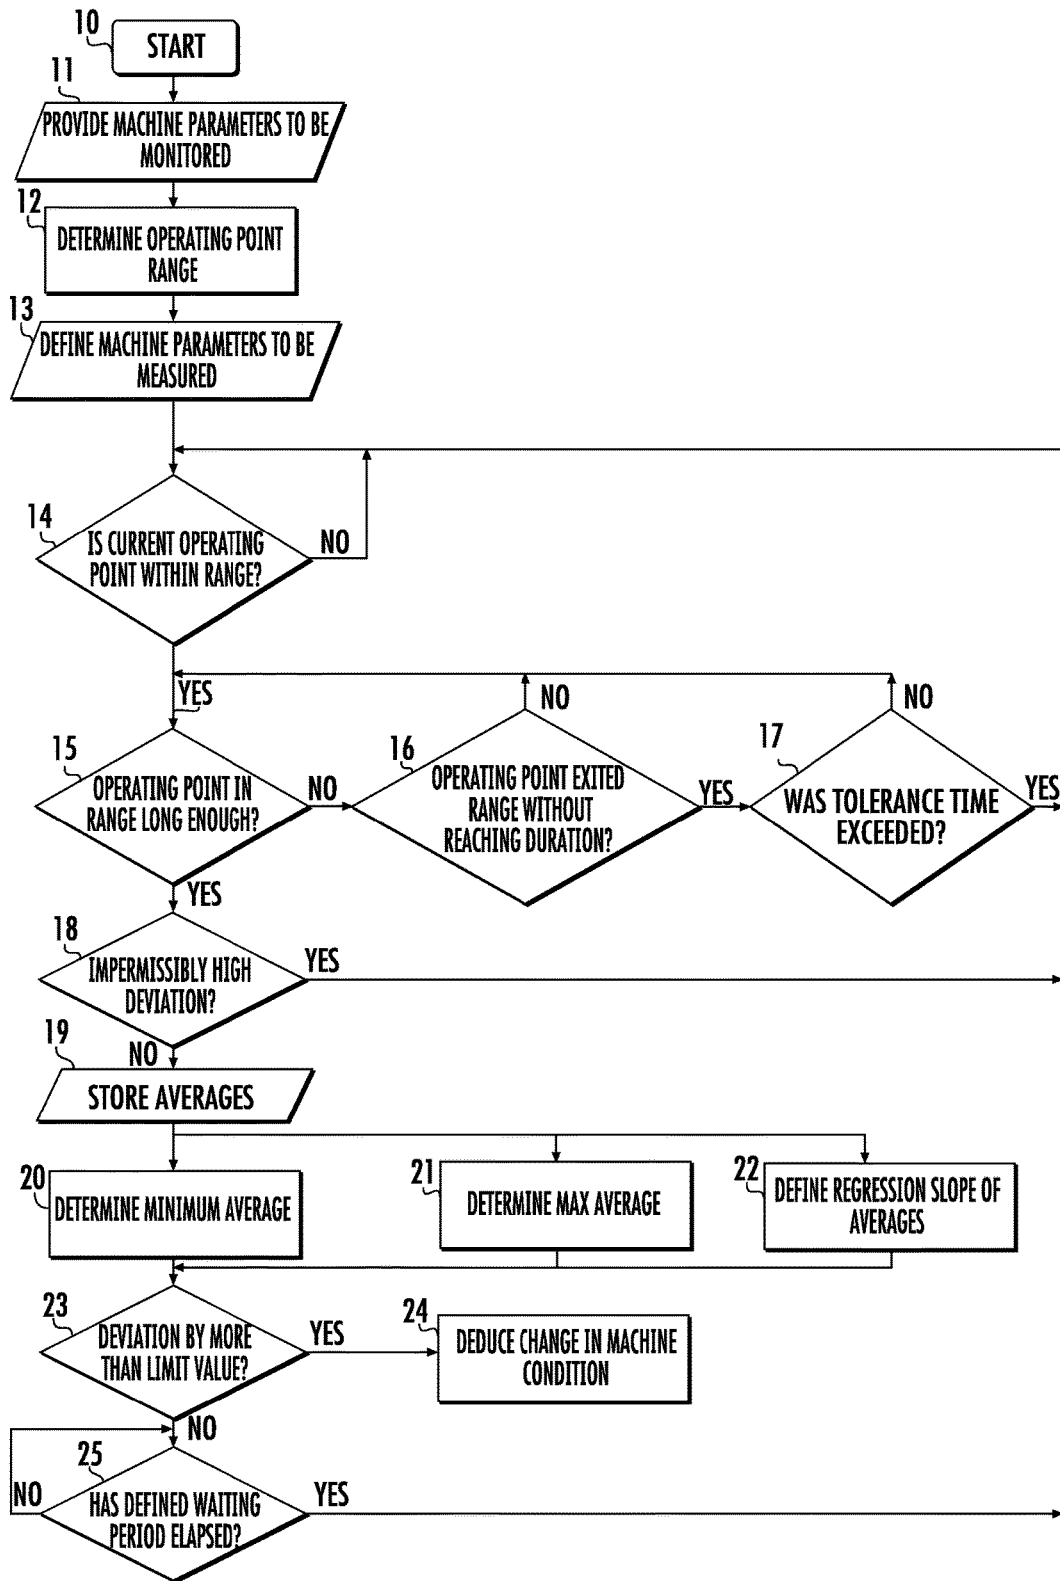 10
START
11
PROVIDE MACHINE PARAMETERS TO BE
MONITORED
12
DETERMINE OPERATING POINT
RANGE
13
DEFINE MACHINE PARAMETERS TO BE
MEASURED
14
IS CURRENT OPERATING
POINT WITHIN RANGE?
NO
YES
15
OPERATING POINT IN
RANGE LONG ENOUGH?
NO
YES
16
OPERATING POINT EXITED
RANGE WITHOUT
REACHING DURATION?
NO
YES
17
WAS TOLERANCE TIME
EXCEEDED?
NO
YES
18
IMPERMISSIBLY HIGH
DEVIATION?
YES
NO
19
STORE AVERAGES
20
DETERMINE MINIMUM AVERAGE
21
DETERMINE MAX AVERAGE
22
DEFINE REGRESSION SLOPE OF
AVERAGES
23
DEVIATION BY MORE
THAN LIMIT VALUE?
YES
NO
24
DEDUCE CHANGE IN MACHINE
CONDITION
25
HAS DEFINED WAITING
PERIOD ELAPSED?
NO
YES